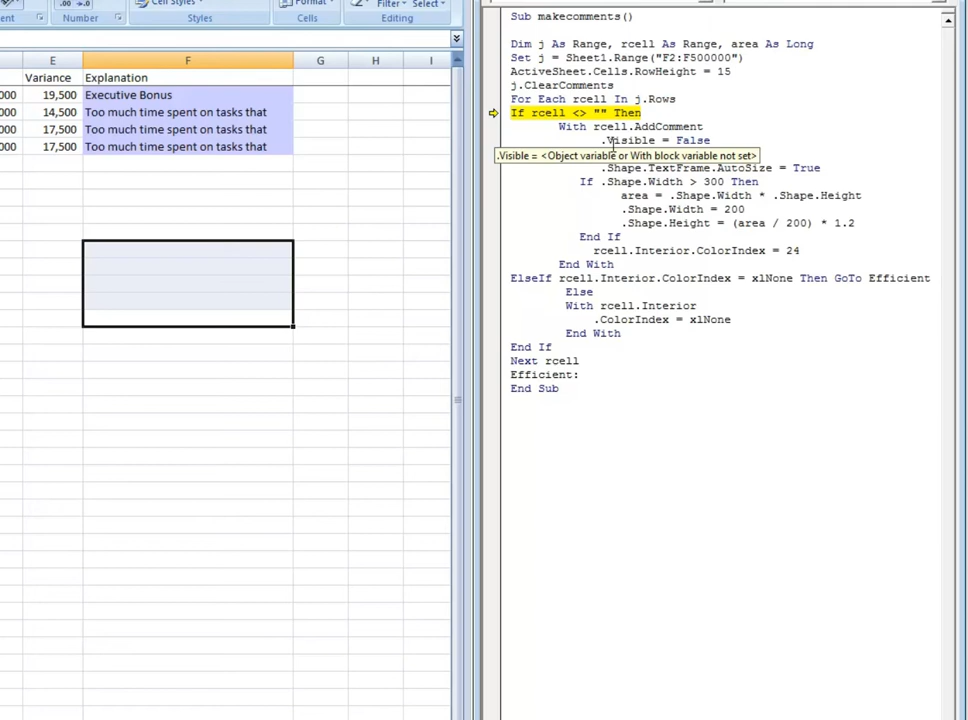 Cell Styles
Format
Filter
Select
Number
Styles
Cells
Editing
E F G H I
Variance Explanation
000 19,500 Executive Bonus
000 14,500 Too much time spent on tasks that
000 17,500 Too much time spent on tasks that
000 17,500 Too much time spent on tasks that
Sub makecomments()
Dim j As Range, rcell As Range, area As Long
Set j = Sheet1.Range("F2:F500000")
ActiveSheet.Cells.RowHeight = 15
j.ClearComments
For Each rcell In j.Rows
If rcell <> "" Then
With rcell.AddComment
.Visible = False
.Visible = <Object variable or With block variable not set>
.Shape.TextFrame.AutoSize = True
If .Shape.Width > 300 Then
area = .Shape.Width * .Shape.Height
.Shape.Width = 200
.Shape.Height = (area / 200) * 1.2
End If
rcell.Interior.ColorIndex = 24
End With
ElseIf rcell.Interior.ColorIndex = xlNone Then GoTo Efficient
Else
With rcell.Interior
.ColorIndex = xlNone
End With
End If
Next rcell
Efficient:
End Sub